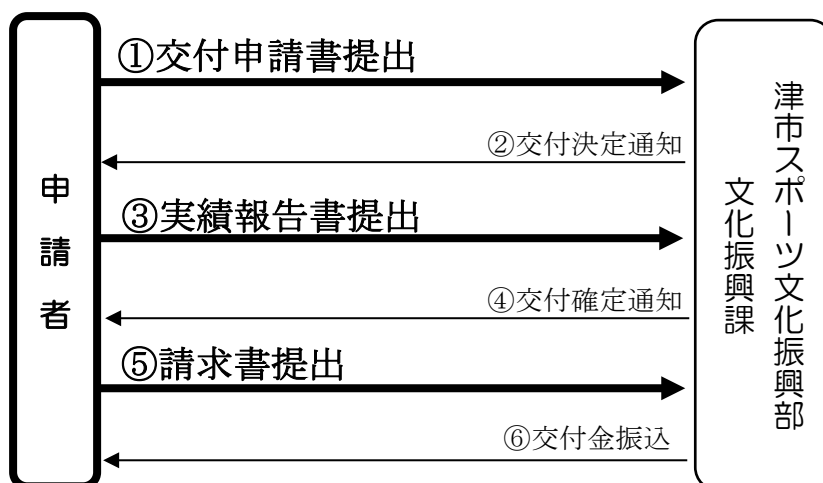 申請者
①交付申請書提出
②交付決定通知
③実績報告書提出
④交付確定通知
⑤請求書提出
⑥交付金振込
津市スポーツ文化振興部
文化振興課